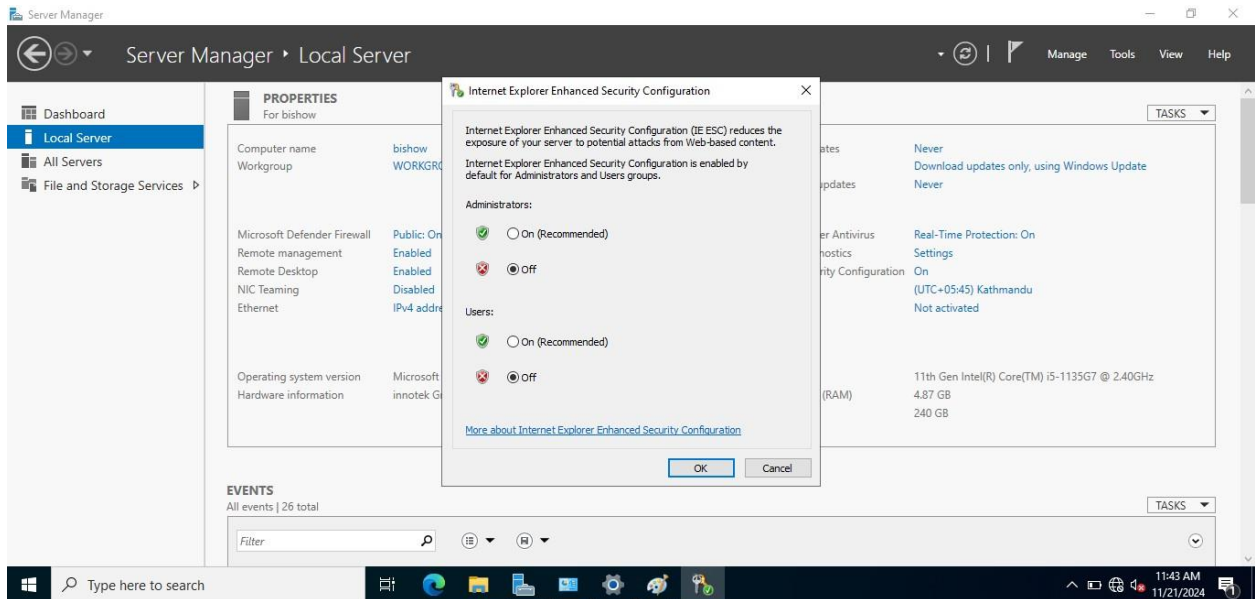 Server Manager
Server Manager ‣ Local Server
Manage Tools View Help
Dashboard
Local Server
All Servers
File and Storage Services
PROPERTIES
For bishow
TASKS
Computer name bishow
Workgroup WORKGRO
Microsoft Defender Firewall Public: On
Remote management Enabled
Remote Desktop Enabled
NIC Teaming Disabled
Ethernet IPv4 addre
Operating system version Microsoft
Hardware information innotek G
ates Never
Download updates only, using Windows Update
updates Never
er Antivirus Real-Time Protection: On
nostics Settings
rity Configuration On
(UTC+05:45) Kathmandu
Not activated
11th Gen Intel(R) Core(TM) i5-1135G7 @ 2.40GHz
(RAM) 4.87 GB
240 GB
Internet Explorer Enhanced Security Configuration
Internet Explorer Enhanced Security Configuration (IE ESC) reduces the
exposure of your server to potential attacks from Web-based content.
Internet Explorer Enhanced Security Configuration is enabled by
default for Administrators and Users groups.
Administrators:
On (Recommended)
Off
Users:
On (Recommended)
Off
More about Internet Explorer Enhanced Security Configuration
OK Cancel
EVENTS
All events | 26 total
TASKS
Filter
Type here to search
11:43 AM
11/21/2024
1